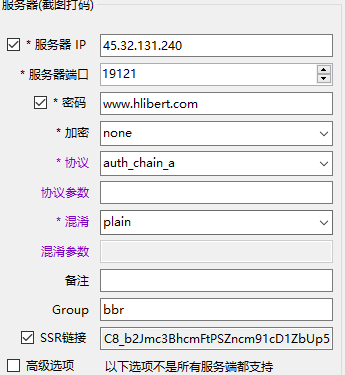 服务器(截图打码)
* 服务器 IP 45.32.131.240
* 服务器端口 19121
* 密码 www.hlibert.com
* 加密 none
* 协议 auth_chain_a
协议参数
* 混淆 plain
混淆参数
备注
Group bbr
SSR链接 C8_b2Jmc3BhcmFtPSZncm91cD1ZbUp5
高级选项 以下选项不是所有服务端都支持